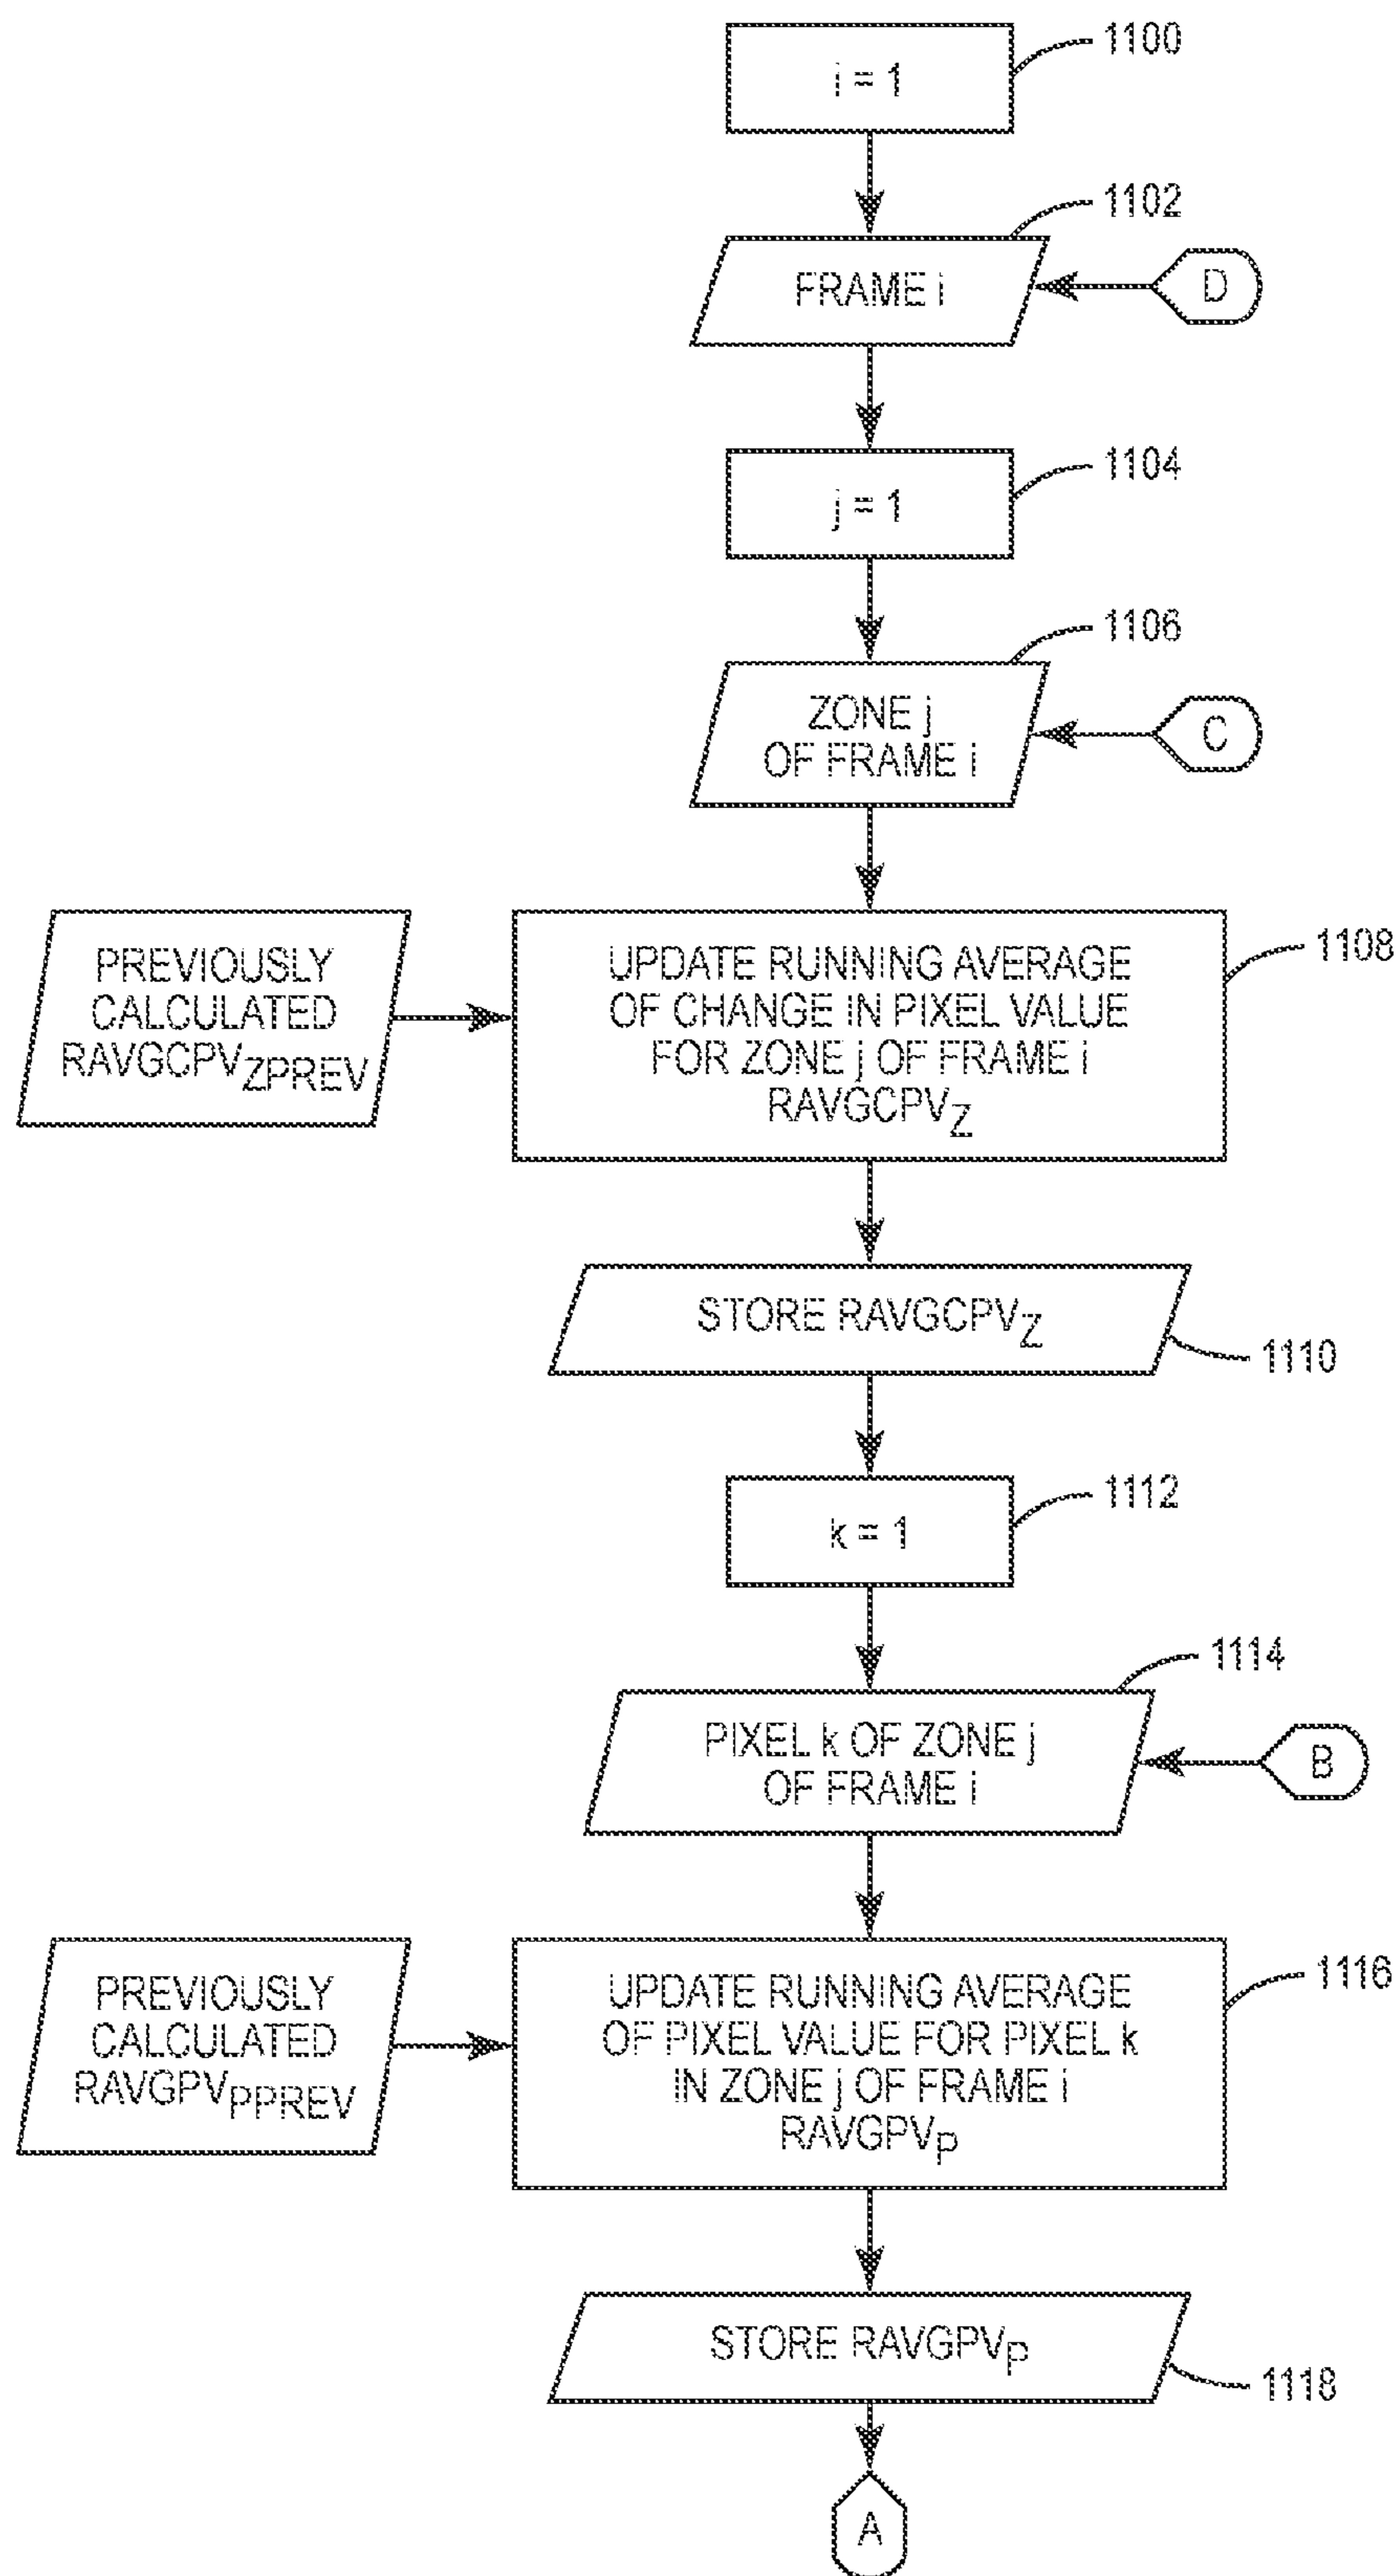 1100
i = 1
1102
FRAME i
D
1104
j = 1
1106
ZONE j
OF FRAME i
C
PREVIOUSLY
CALCULATED
RAVGCPVZPREV
1108
UPDATE RUNNING AVERAGE
OF CHANGE IN PIXEL VALUE
FOR ZONE j OF FRAME i
RAVGCPVZ
STORE RAVGCPVZ
1110
1112
k = 1
1114
PIXEL k OF ZONE j
OF FRAME i
B
PREVIOUSLY
CALCULATED
RAVGPVPPREV
1116
UPDATE RUNNING AVERAGE
OF PIXEL VALUE FOR PIXEL k
IN ZONE j OF FRAME i
RAVGPVP
STORE RAVGPVP
1118
A